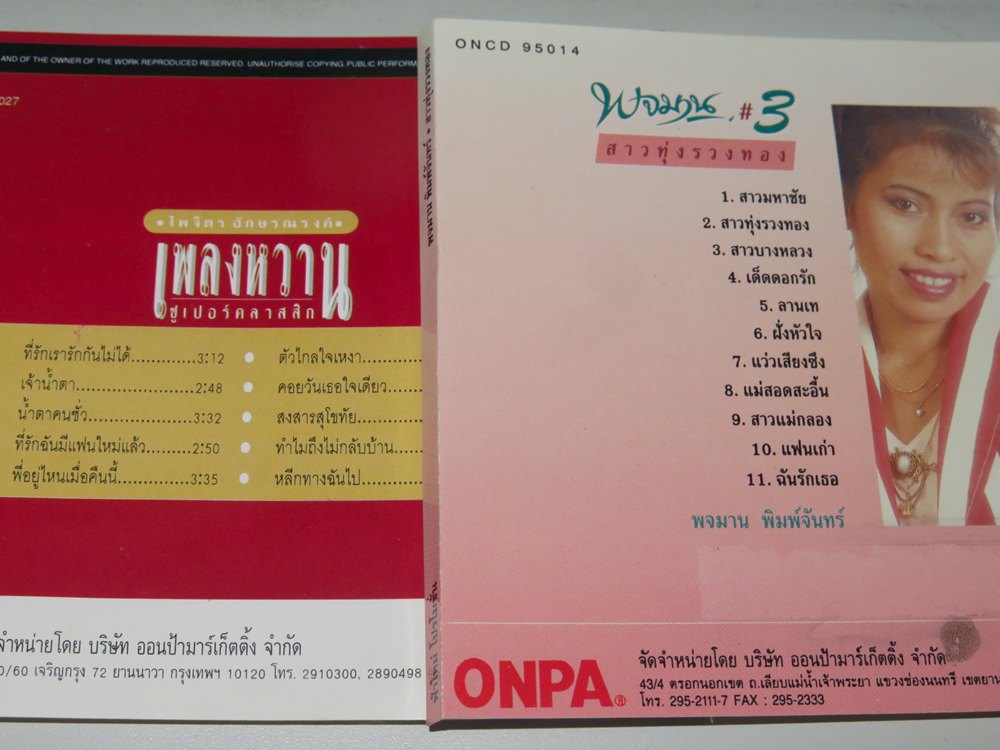 AND OF THE OWNER OF THE WORK REPRODUCED RESERVED. UNAUTHORISE COPYING. PUBLIC PERFORM
027
•ไพจิตร อักษรณรงค์•
เพลงหวาน
ซูเปอร์คลาสสิก
ที่รักเรารักกันไม่ได้............3:12 ● ตัวไกลใจเหงา
เจ้าน้ำตา....................2:48 ● คอยวันเธอใจเดียว
น้ำตาคนชั่ว..................3:32 ● สงสารสุโขทัย
ที่รักฉันมีแฟนใหม่แล้ว........2:50 ● ทำไมถึงไม่กลับบ้าน
พี่อยู่ไหนเมื่อคืนนี้............3:35 ● หลีกทางฉันไป
จำหน่ายโดย บริษัท ออนป้ามาร์เก็ตติ้ง จำกัด
0/60 เจริญกรุง 72 ยานนาวา กรุงเทพฯ 10120 โทร. 2910300, 2890498
ONCD 95014
พจมาน #3
สาวทุ่งรวงทอง
1. สาวมหาชัย
2. สาวทุ่งรวงทอง
3. สาวบางหลวง
4. เด็ดดอกรัก
5. ลานเท
6. ฝั่งหัวใจ
7. แว่วเสียงซึง
8. แม่สอดสะอื้น
9. สาวแม่กลอง
10. แฟนเก่า
11. ฉันรักเธอ
พจมาน พิมพ์จันทร์
ONPA®
จัดจำหน่ายโดย บริษัท ออนป้ามาร์เก็ตติ้ง จำกัด
43/4 ตรอกนอกเขต ถ.เลียบแม่น้ำเจ้าพระยา แขวงช่องนนทรี เขตยาน
โทร. 295-2111-7 FAX : 295-2333